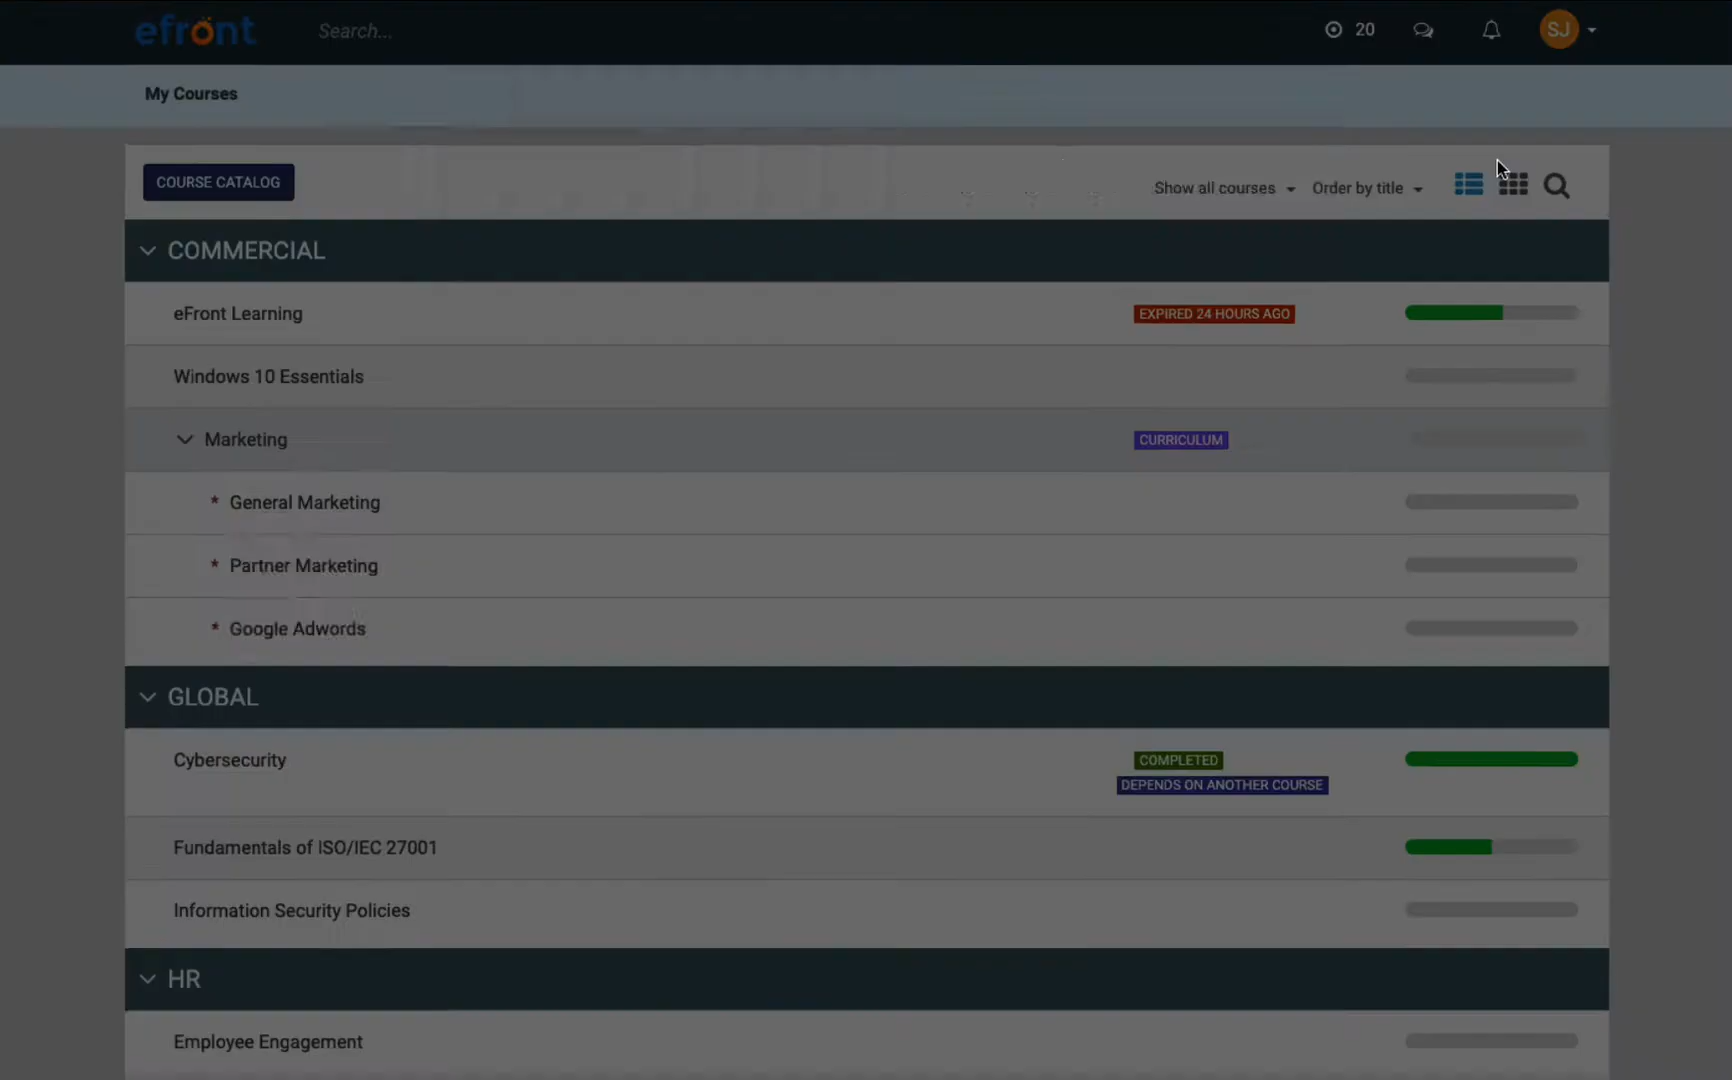 efront Search... 20 SJ
My Courses
COURSE CATALOG Show all courses Order by title
COMMERCIAL
eFront Learning EXPIRED 24 HOURS AGO
Windows 10 Essentials
Marketing CURRICULUM
* General Marketing
* Partner Marketing
* Google Adwords
GLOBAL
Cybersecurity COMPLETED
DEPENDS ON ANOTHER COURSE
Fundamentals of ISO/IEC 27001
Information Security Policies
HR
Employee Engagement